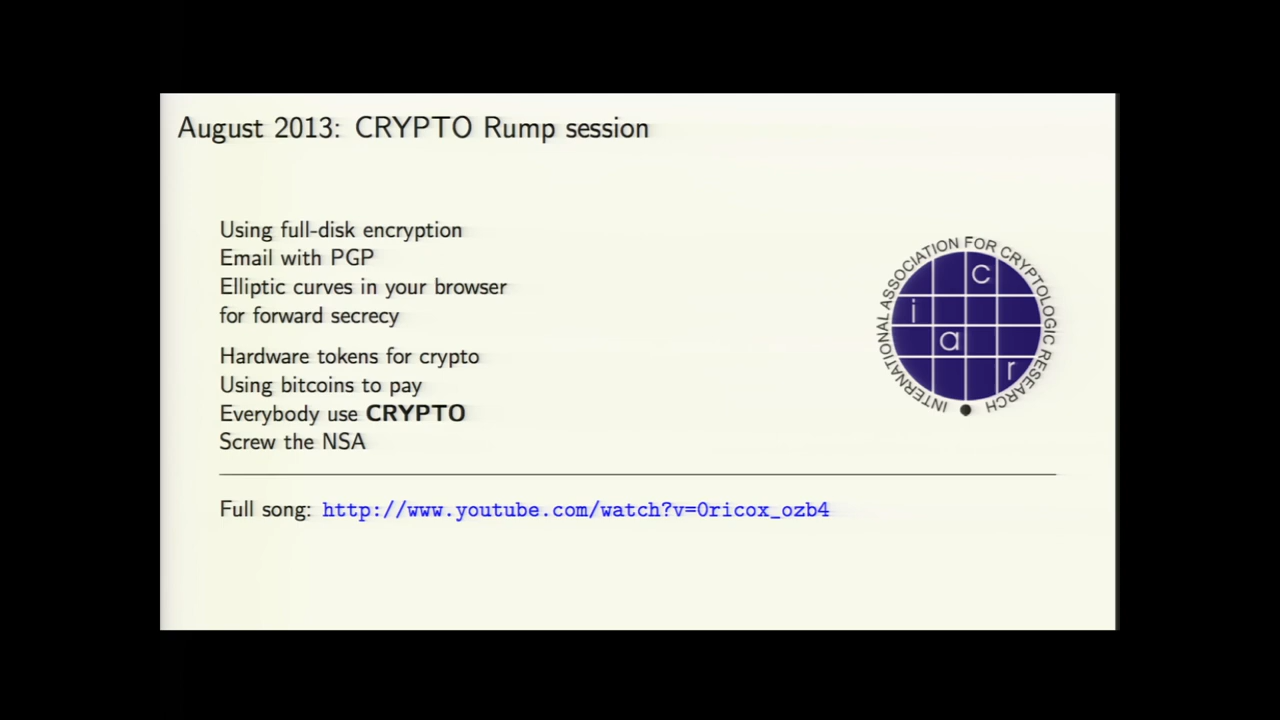 August 2013: CRYPTO Rump session
Using full-disk encryption
Email with PGP
Elliptic curves in your browser
for forward secrecy
Hardware tokens for crypto
Using bitcoins to pay
Everybody use CRYPTO
Screw the NSA
Full song: http://www.youtube.com/watch?v=0ricox_ozb4
INTERNATIONAL ASSOCIATION FOR CRYPTOLOGIC RESEARCH
c
i
a
r